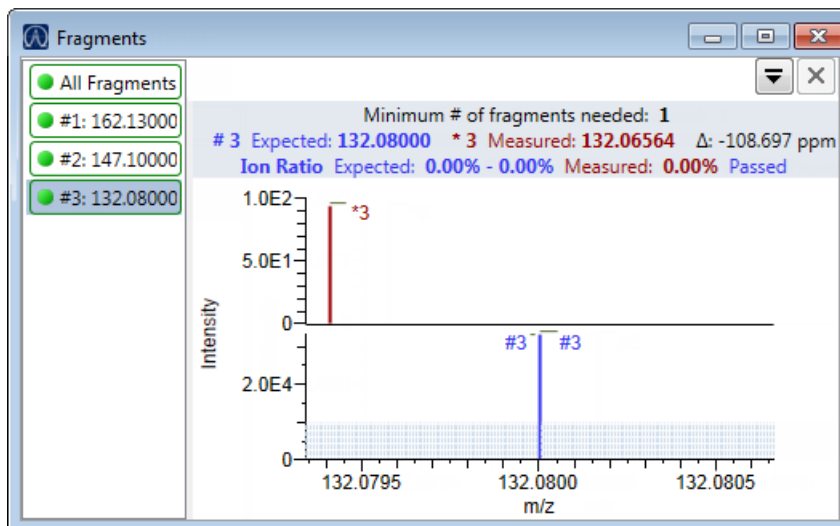 Fragments
All Fragments
#1: 162.13000
#2: 147.10000
#3: 132.08000
Minimum # of fragments needed: 1
# 3 Expected: 132.08000 * 3 Measured: 132.06564 Δ: -108.697 ppm
Ion Ratio Expected: 0.00% - 0.00% Measured: 0.00% Passed
1.0E2
*3
5.0E1
0
Intensity
#3 #3
2.0E4
0
132.0795 132.0800 132.0805
m/z